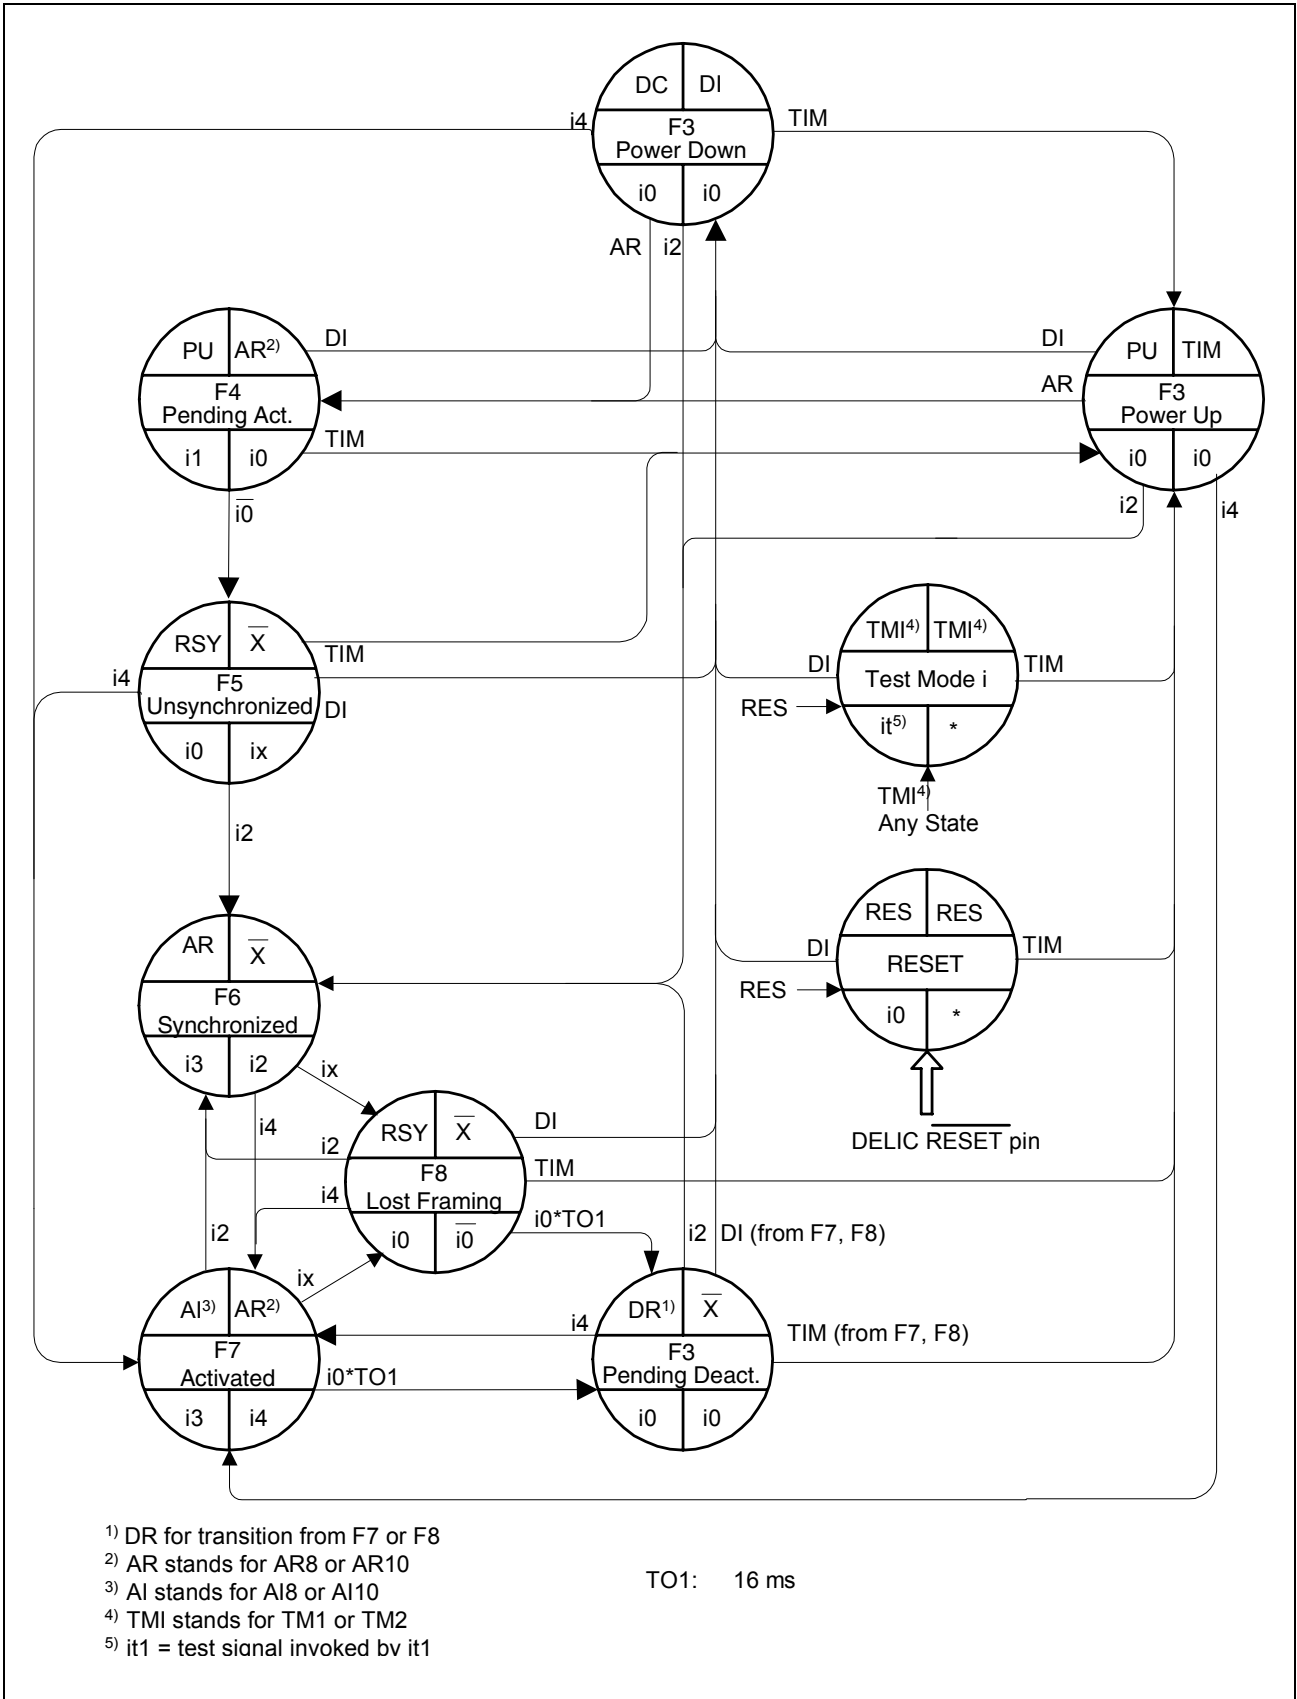 DC DI
i4 F3 TIM
Power Down
i0 i0
AR i2
PU AR2) DI
F4
Pending Act.
i1 i0 TIM
i̅0̅
DI PU TIM
AR F3
Power Up
i0 i0
i2 i4
RSY X̅ TIM
i4 F5
Unsynchronized DI
i0 ix
i2
TMI4) TMI4)
DI Test Mode i TIM
RES it5) *
TMI4)
Any State
RES RES
DI RESET TIM
RES i0 *
DELIC R̅E̅S̅E̅T̅ pin
AR X̅
F6
Synchronized
i3 i2
ix
i4
RSY X̅ DI
i2 F8 TIM
i4 Lost Framing
i0 i̅0̅ i0*TO1
i2
ix
i2 DI (from F7, F8)
AI3) AR2)
F7
Activated
i3 i4
i0*TO1
DR1) X̅
i4 F3 TIM (from F7, F8)
Pending Deact.
i0 i0
1) DR for transition from F7 or F8
2) AR stands for AR8 or AR10
3) AI stands for AI8 or AI10
4) TMI stands for TM1 or TM2
5) it1 = test signal invoked by it1
TO1: 16 ms